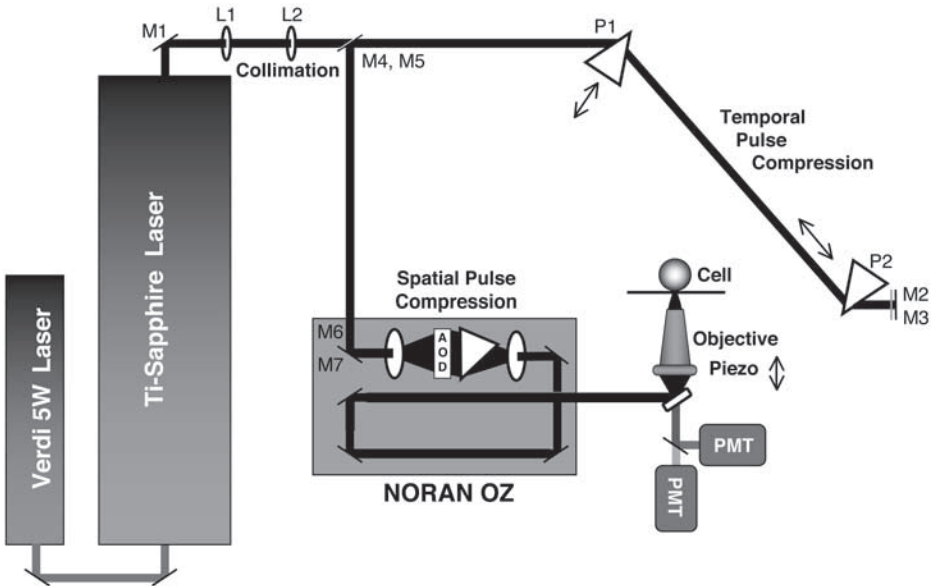 L1
L2
M1
Collimation
M4, M5
P1
Temporal
Pulse
Compression
P2
M2
M3
Cell
Spatial Pulse
Compression
M6
M7
A
O
D
Objective
Piezo
PMT
PMT
NORAN OZ
Ti-Sapphire Laser
Verdi 5W Laser